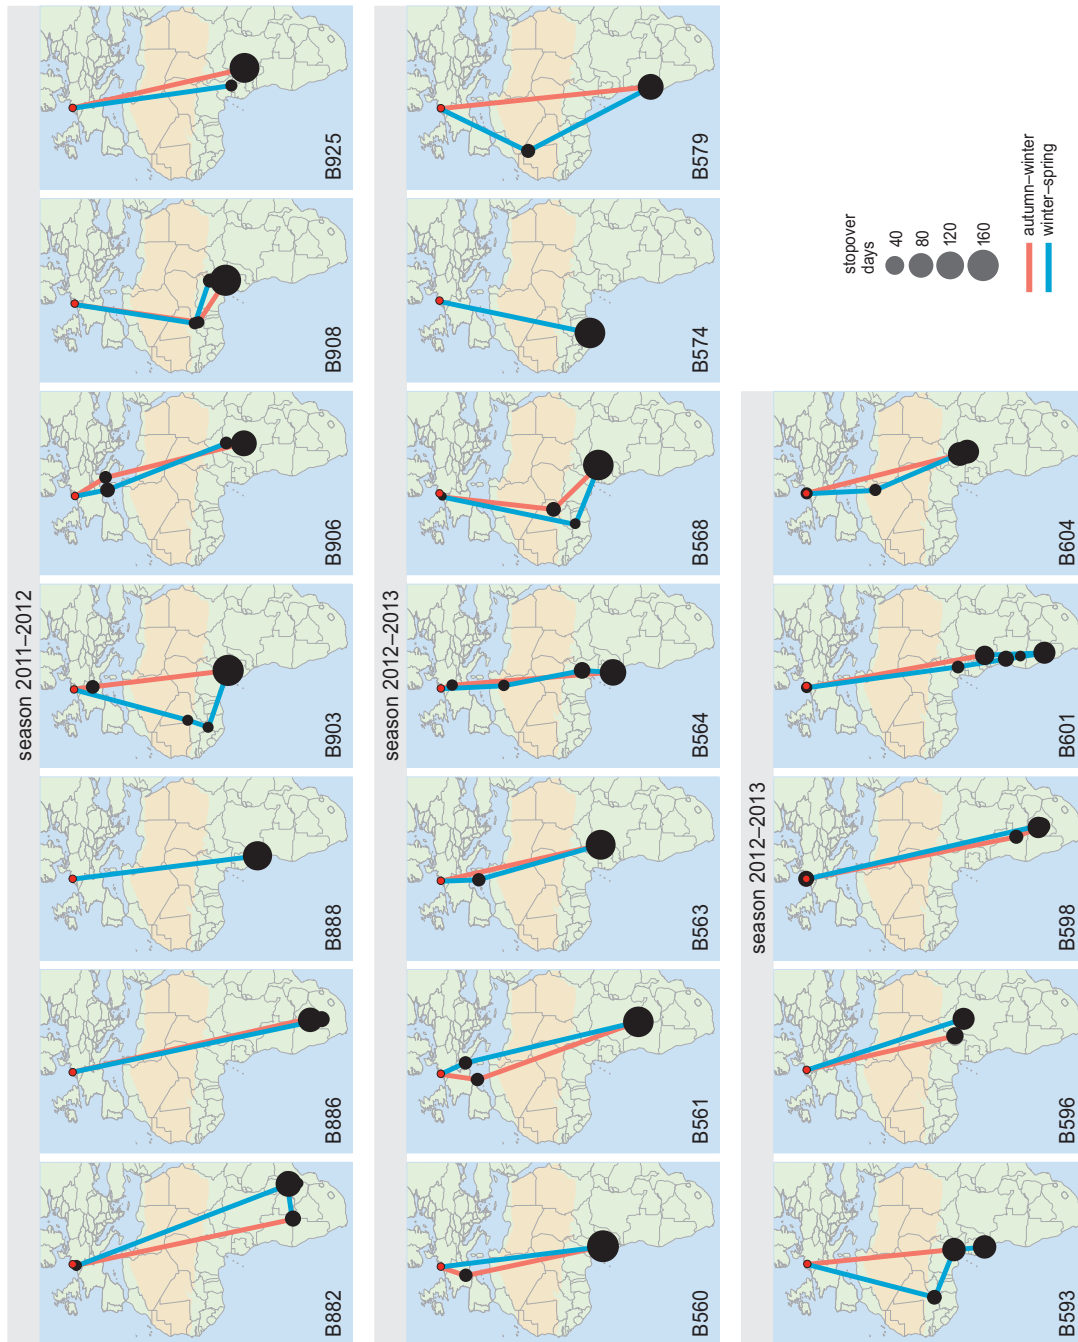 season 2011–2012
B882
B886
B888
B903
B906
B908
B925
season 2012–2013
B560
B561
B563
B564
B568
B574
B579
season 2012–2013
B593
B596
B598
B601
B604
stopover
days
40
80
120
160
autumn–winter
winter–spring